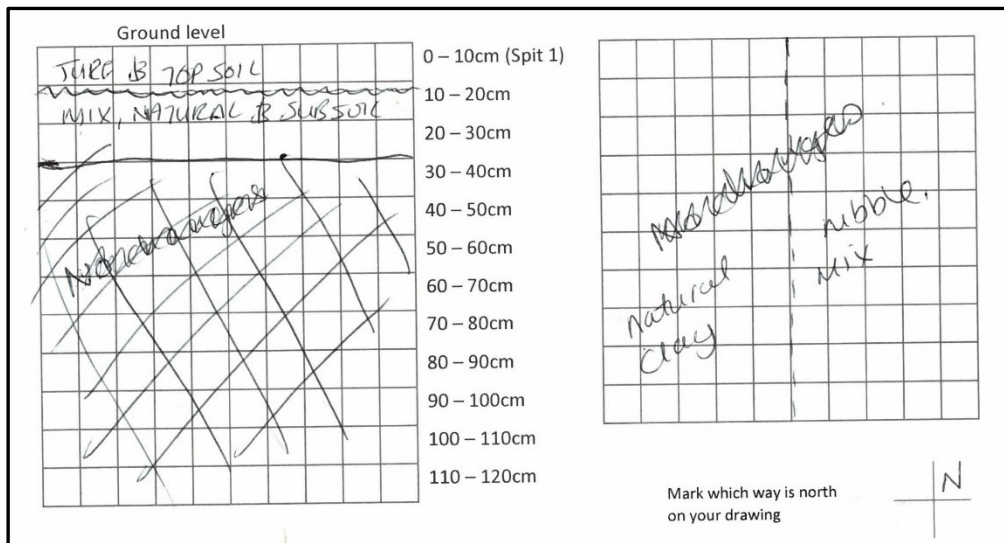 Ground level
TURF & TOP SOIL
MIX, NATURAL & SUBSOIL
0 – 10cm (Spit 1)
10 – 20cm
20 – 30cm
30 – 40cm
40 – 50cm
50 – 60cm
60 – 70cm
70 – 80cm
80 – 90cm
90 – 100cm
100 – 110cm
110 – 120cm
natural
clay
rubble.
mix
Mark which way is north
on your drawing
N